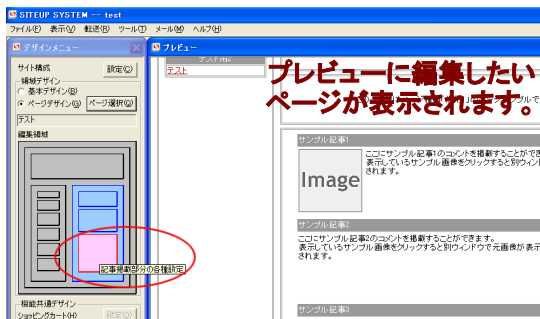 SITEUP SYSTEM -- test
ファイル(F) 表示(V) 転送(R) ツール(T) メール(M) ヘルプ(H)
デザインメニュー
サイト構成 設定(C)
領域デザイン
基本デザイン(B)
ページデザイン(G) ページ選択(Q)
テスト
編集領域
記事掲載部分の各種設定
機能共通デザイン
ショッピングカート(H) 設定(D)
プレビュー
テスト
プレビューに編集したい
ページが表示されます。
サンプル記事1
Image
ここにサンプル記事1のコメントを掲載することができ
表示しているサンプル画像をクリックすると別ウィンド
されます。
サンプル記事2
ここにサンプル記事2のコメントを掲載することができます。
表示しているサンプル画像をクリックすると別ウィンドウで元画像が表示
されます。
サンプル記事3